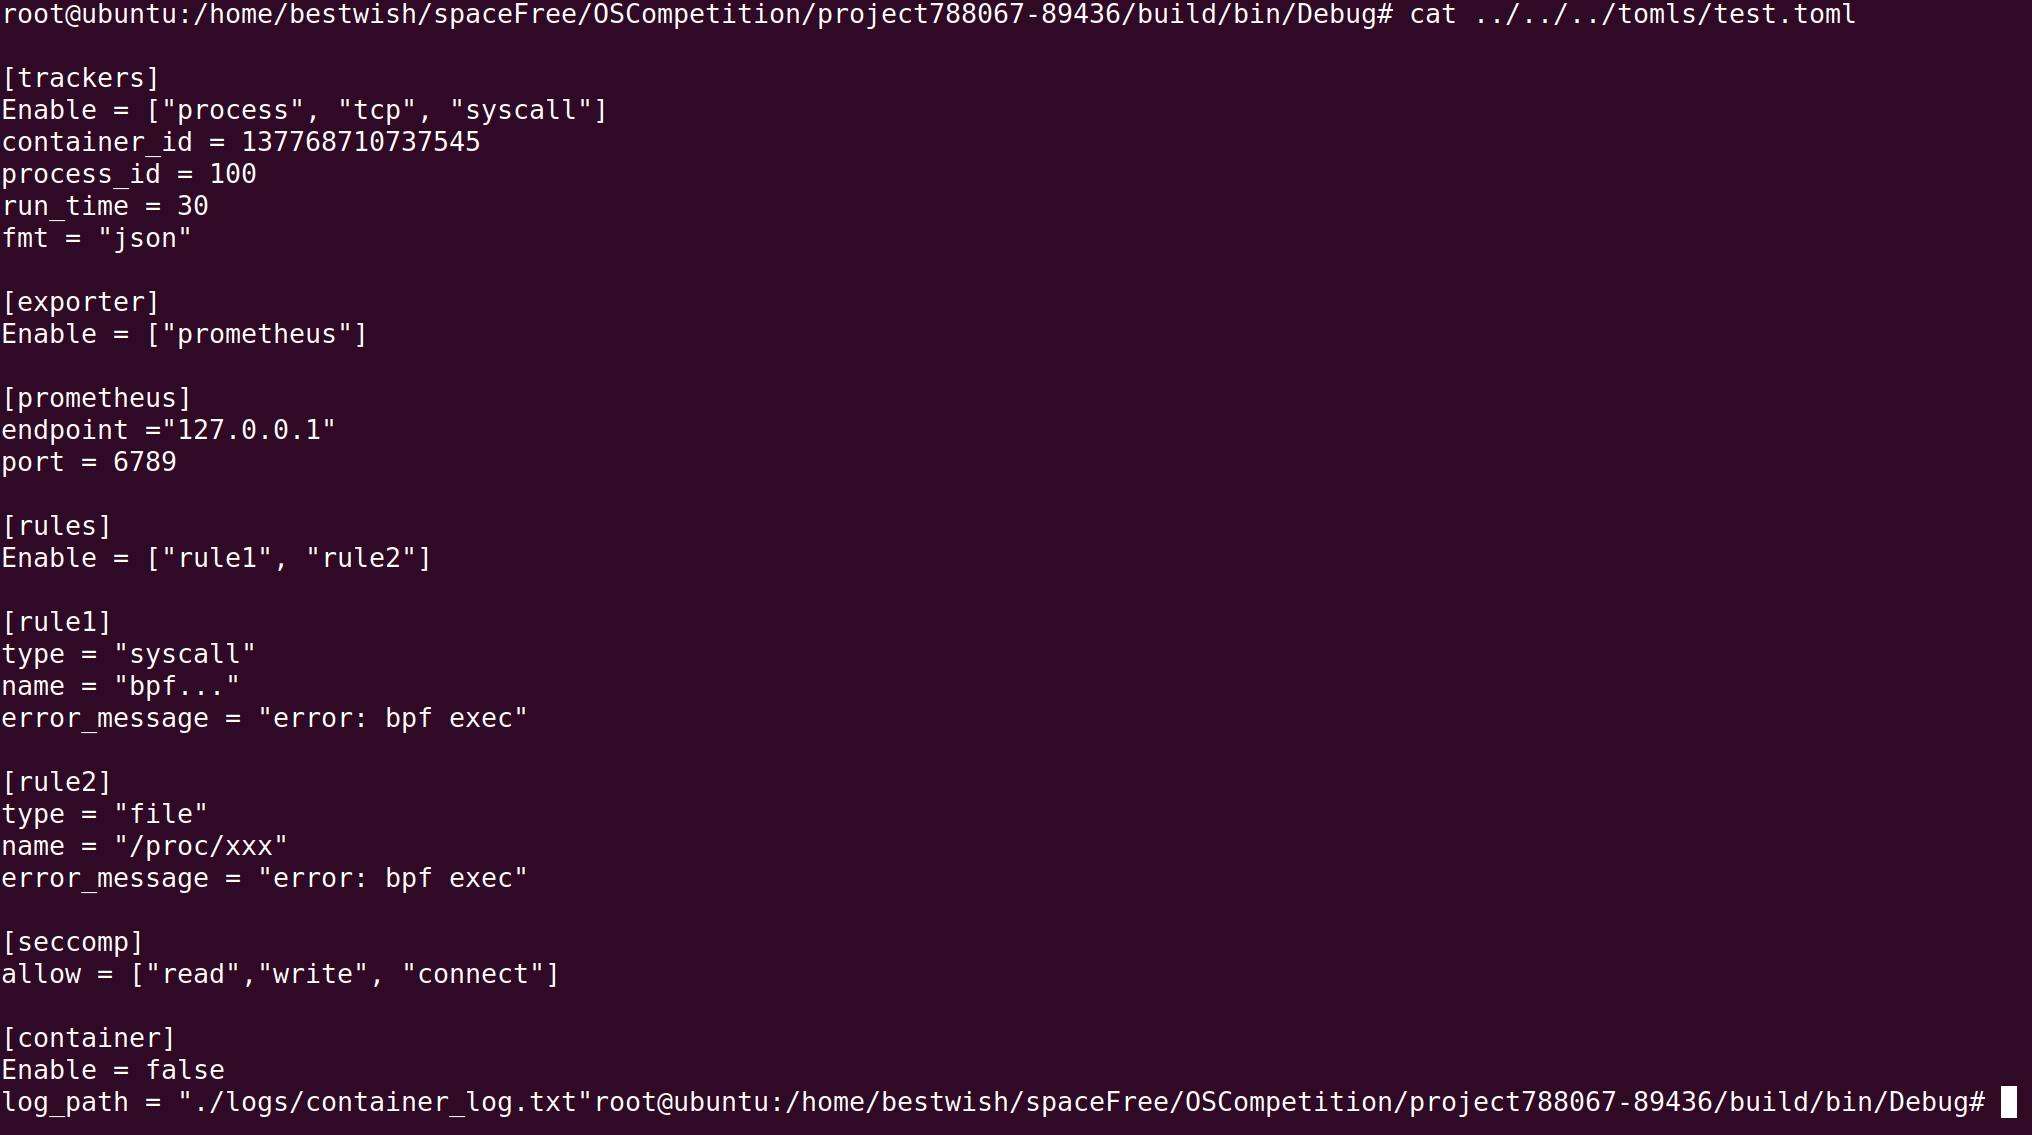 root@ubuntu:/home/bestwish/spaceFree/OSCompetition/project788067-89436/build/bin/Debug# cat ../../../tomls/test.toml
[trackers]
Enable = ["process", "tcp", "syscall"]
container_id = 137768710737545
process_id = 100
run_time = 30
fmt = "json"
[exporter]
Enable = ["prometheus"]
[prometheus]
endpoint ="127.0.0.1"
port = 6789
[rules]
Enable = ["rule1", "rule2"]
[rule1]
type = "syscall"
name = "bpf..."
error_message = "error: bpf exec"
[rule2]
type = "file"
name = "/proc/xxx"
error_message = "error: bpf exec"
[seccomp]
allow = ["read","write", "connect"]
[container]
Enable = false
log_path = "./logs/container_log.txt"root@ubuntu:/home/bestwish/spaceFree/OSCompetition/project788067-89436/build/bin/Debug#